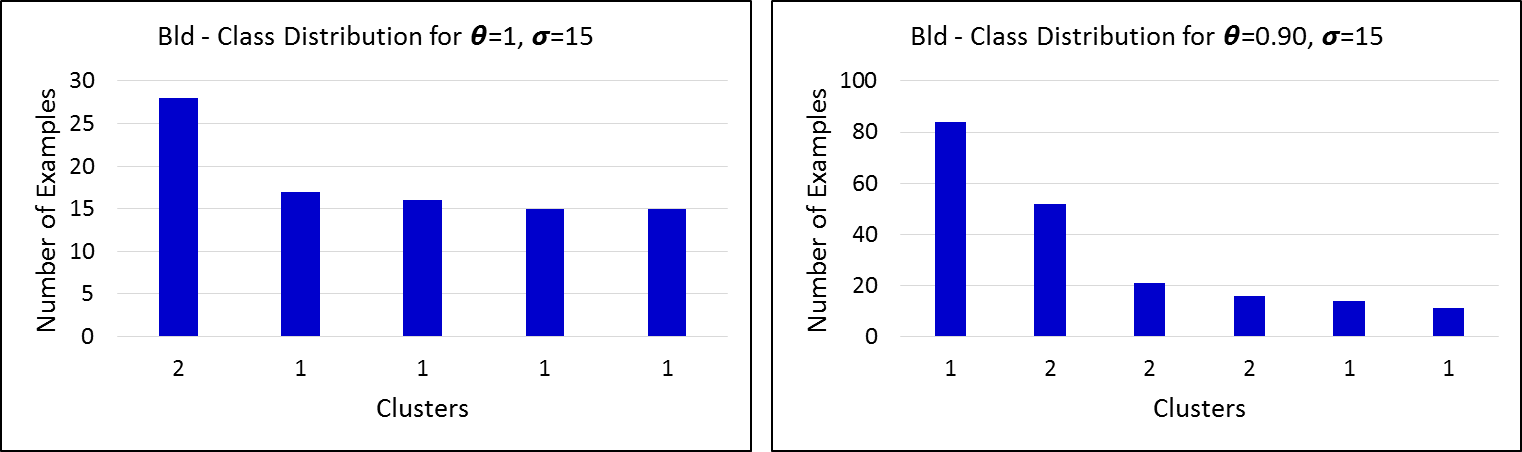 Bld - Class Distribution for θ=1, σ=15
Number of Examples
30
25
20
15
10
5
0
2 1 1 1 1
Clusters
Bld - Class Distribution for θ=0.90, σ=15
Number of Examples
100
80
60
40
20
0
1 2 2 2 1 1
Clusters